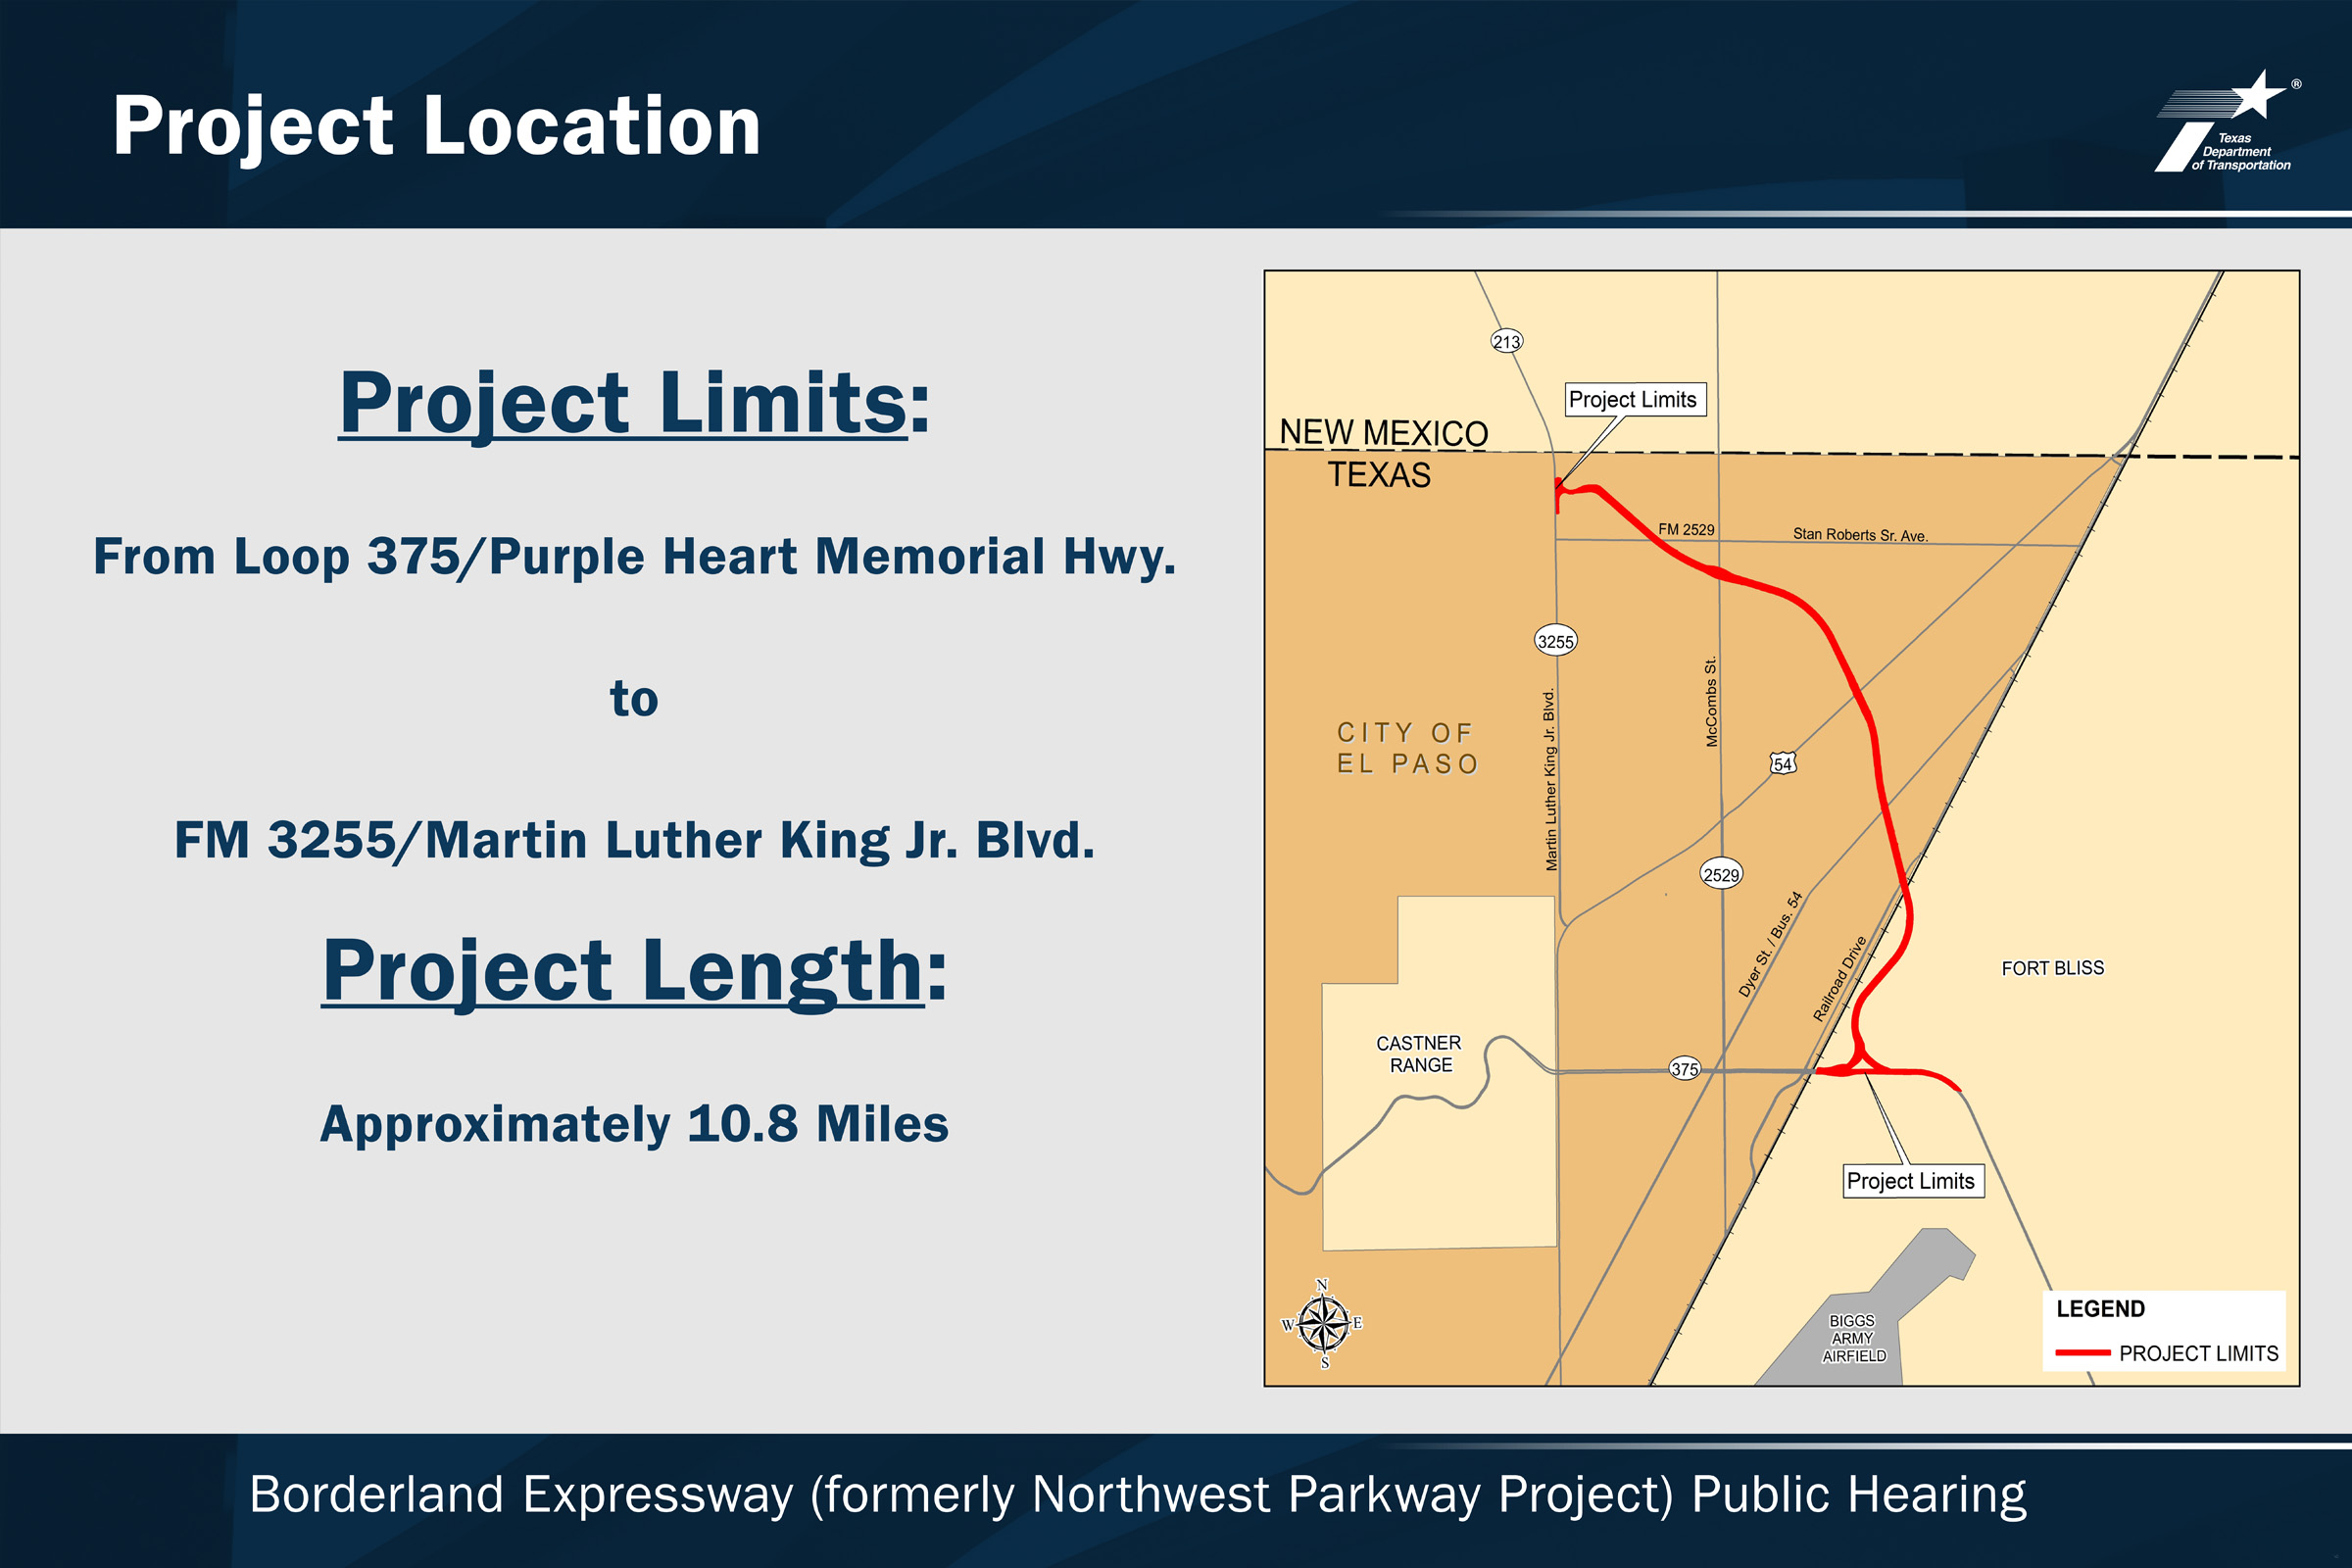 Project Location
®
Texas
Department
of Transportation
Project Limits:
From Loop 375/Purple Heart Memorial Hwy.
to
FM 3255/Martin Luther King Jr. Blvd.
Project Length:
Approximately 10.8 Miles
213
Project Limits
NEW MEXICO
TEXAS
FM 2529
Stan Roberts Sr. Ave.
3255
McCombs St.
Martin Luther King Jr. Blvd.
CITY OF
EL PASO
54
2529
Dyer St. / Bus. 54
Railroad Drive
FORT BLISS
CASTNER
RANGE
375
Project Limits
N
W
E
S
BIGGS
ARMY
AIRFIELD
LEGEND
PROJECT LIMITS
Borderland Expressway (formerly Northwest Parkway Project) Public Hearing